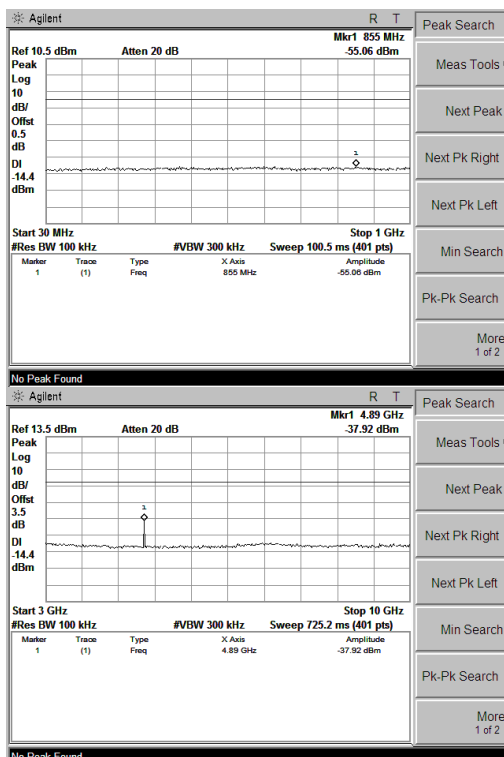 Agilent R T
Peak Search
Mkr1 855 MHz
Ref 10.5 dBm Atten 20 dB -55.06 dBm
Peak
Log
10
dB/
Offst
0.5
dB
DI
-14.4
dBm
1
Start 30 MHz Stop 1 GHz
#Res BW 100 kHz #VBW 300 kHz Sweep 100.5 ms (401 pts)
Marker Trace Type X Axis Amplitude
1 (1) Freq 855 MHz -55.06 dBm
Meas Tools
Next Peak
Next Pk Right
Next Pk Left
Min Search
Pk-Pk Search
More
1 of 2
No Peak Found
Agilent R T
Peak Search
Mkr1 4.89 GHz
Ref 13.5 dBm Atten 20 dB -37.92 dBm
Peak
Log
10
dB/
Offst
3.5
dB
DI
-14.4
dBm
1
Start 3 GHz Stop 10 GHz
#Res BW 100 kHz #VBW 300 kHz Sweep 725.2 ms (401 pts)
Marker Trace Type X Axis Amplitude
1 (1) Freq 4.89 GHz -37.92 dBm
Meas Tools
Next Peak
Next Pk Right
Next Pk Left
Min Search
Pk-Pk Search
More
1 of 2
No Peak Found